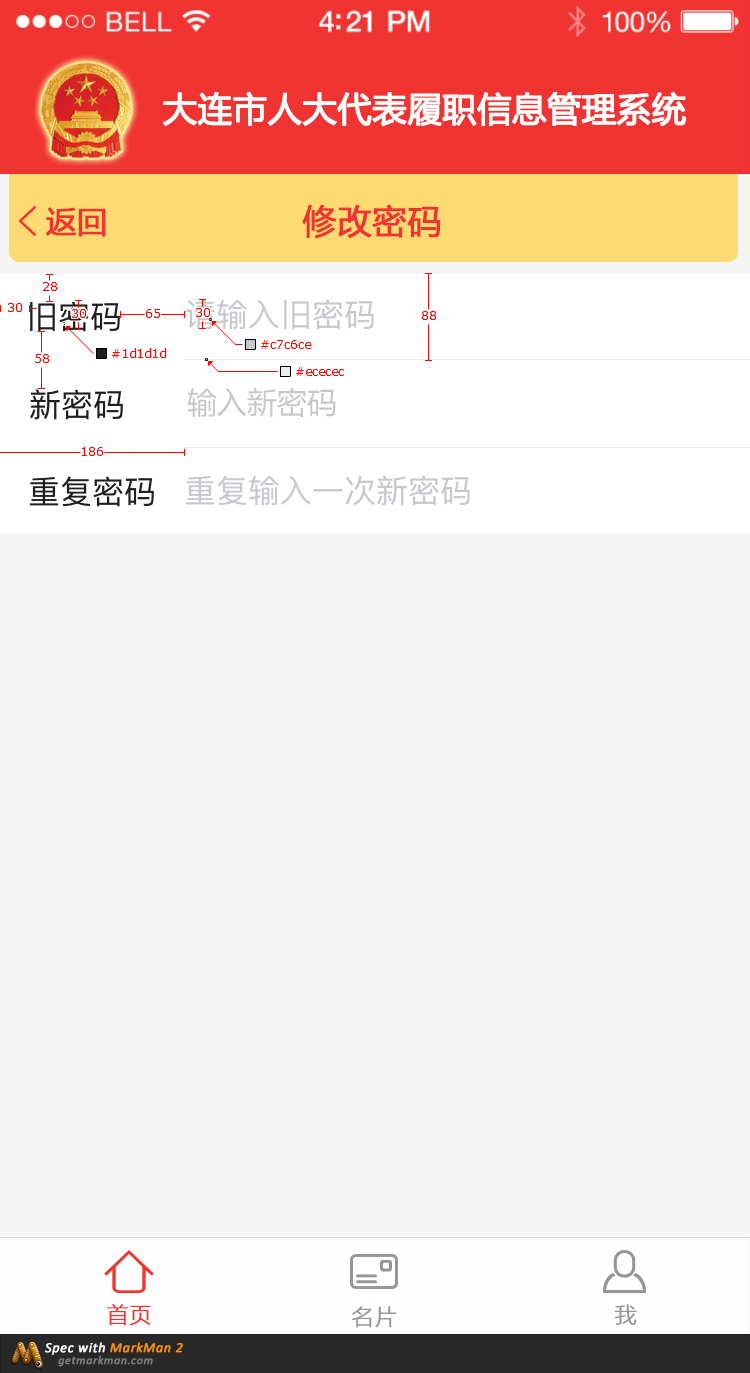 BELL 4:21 PM 100%
大连市人大代表履职信息管理系统
返回 修改密码
28
30 旧密码 30 65 请输入旧密码 30 88
#1d1d1d #c7c6ce
58 #ececec
新密码 输入新密码
186
重复密码 重复输入一次新密码
首页 名片 我
Spec with MarkMan 2
getmarkman.com